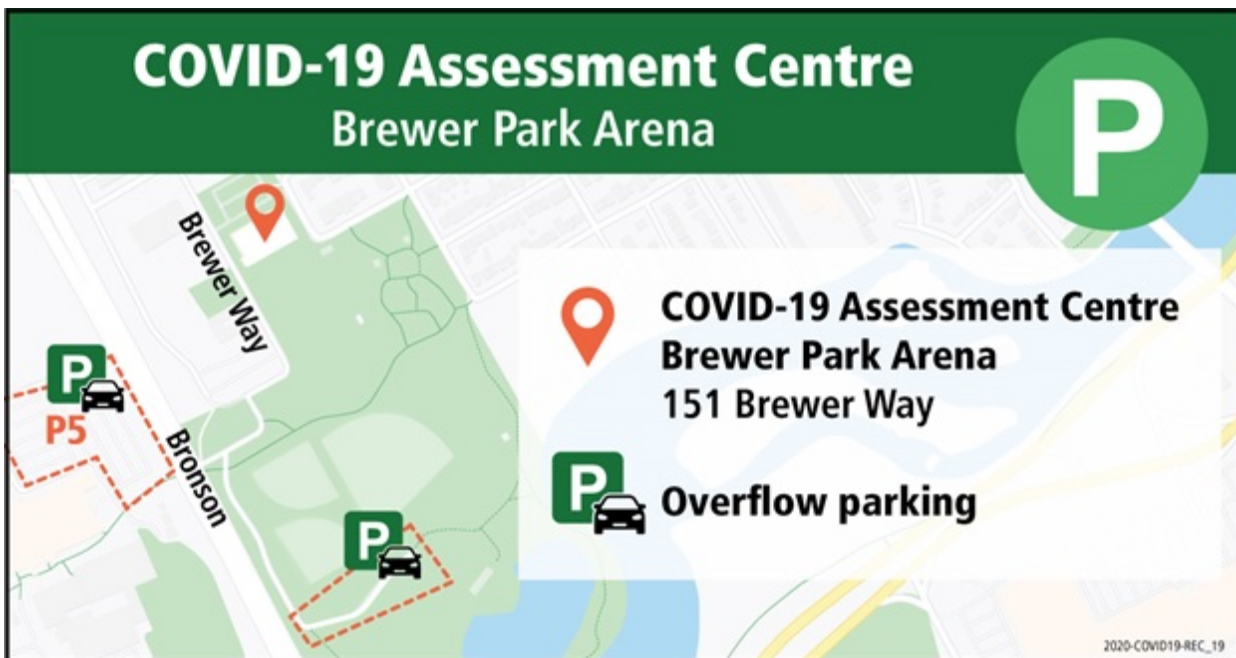 COVID-19 Assessment Centre
Brewer Park Arena
P
Brewer Way
P
P5
Bronson
P
COVID-19 Assessment Centre
Brewer Park Arena
151 Brewer Way
P
Overflow parking
2020-COVID19-REC_19